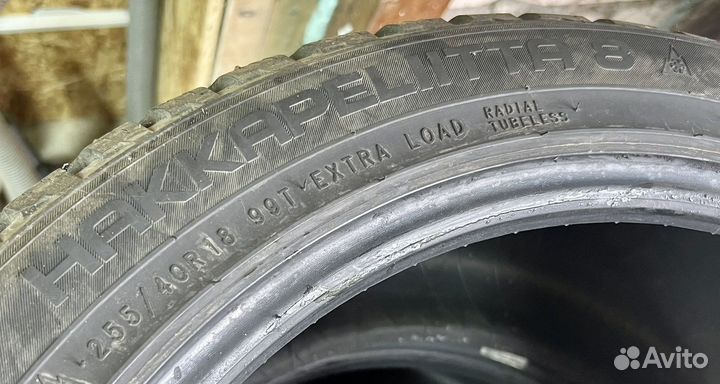 HAKKAPELIITTA 8
255/40R18 99T EXTRA LOAD RADIAL
TUBELESS
Avito